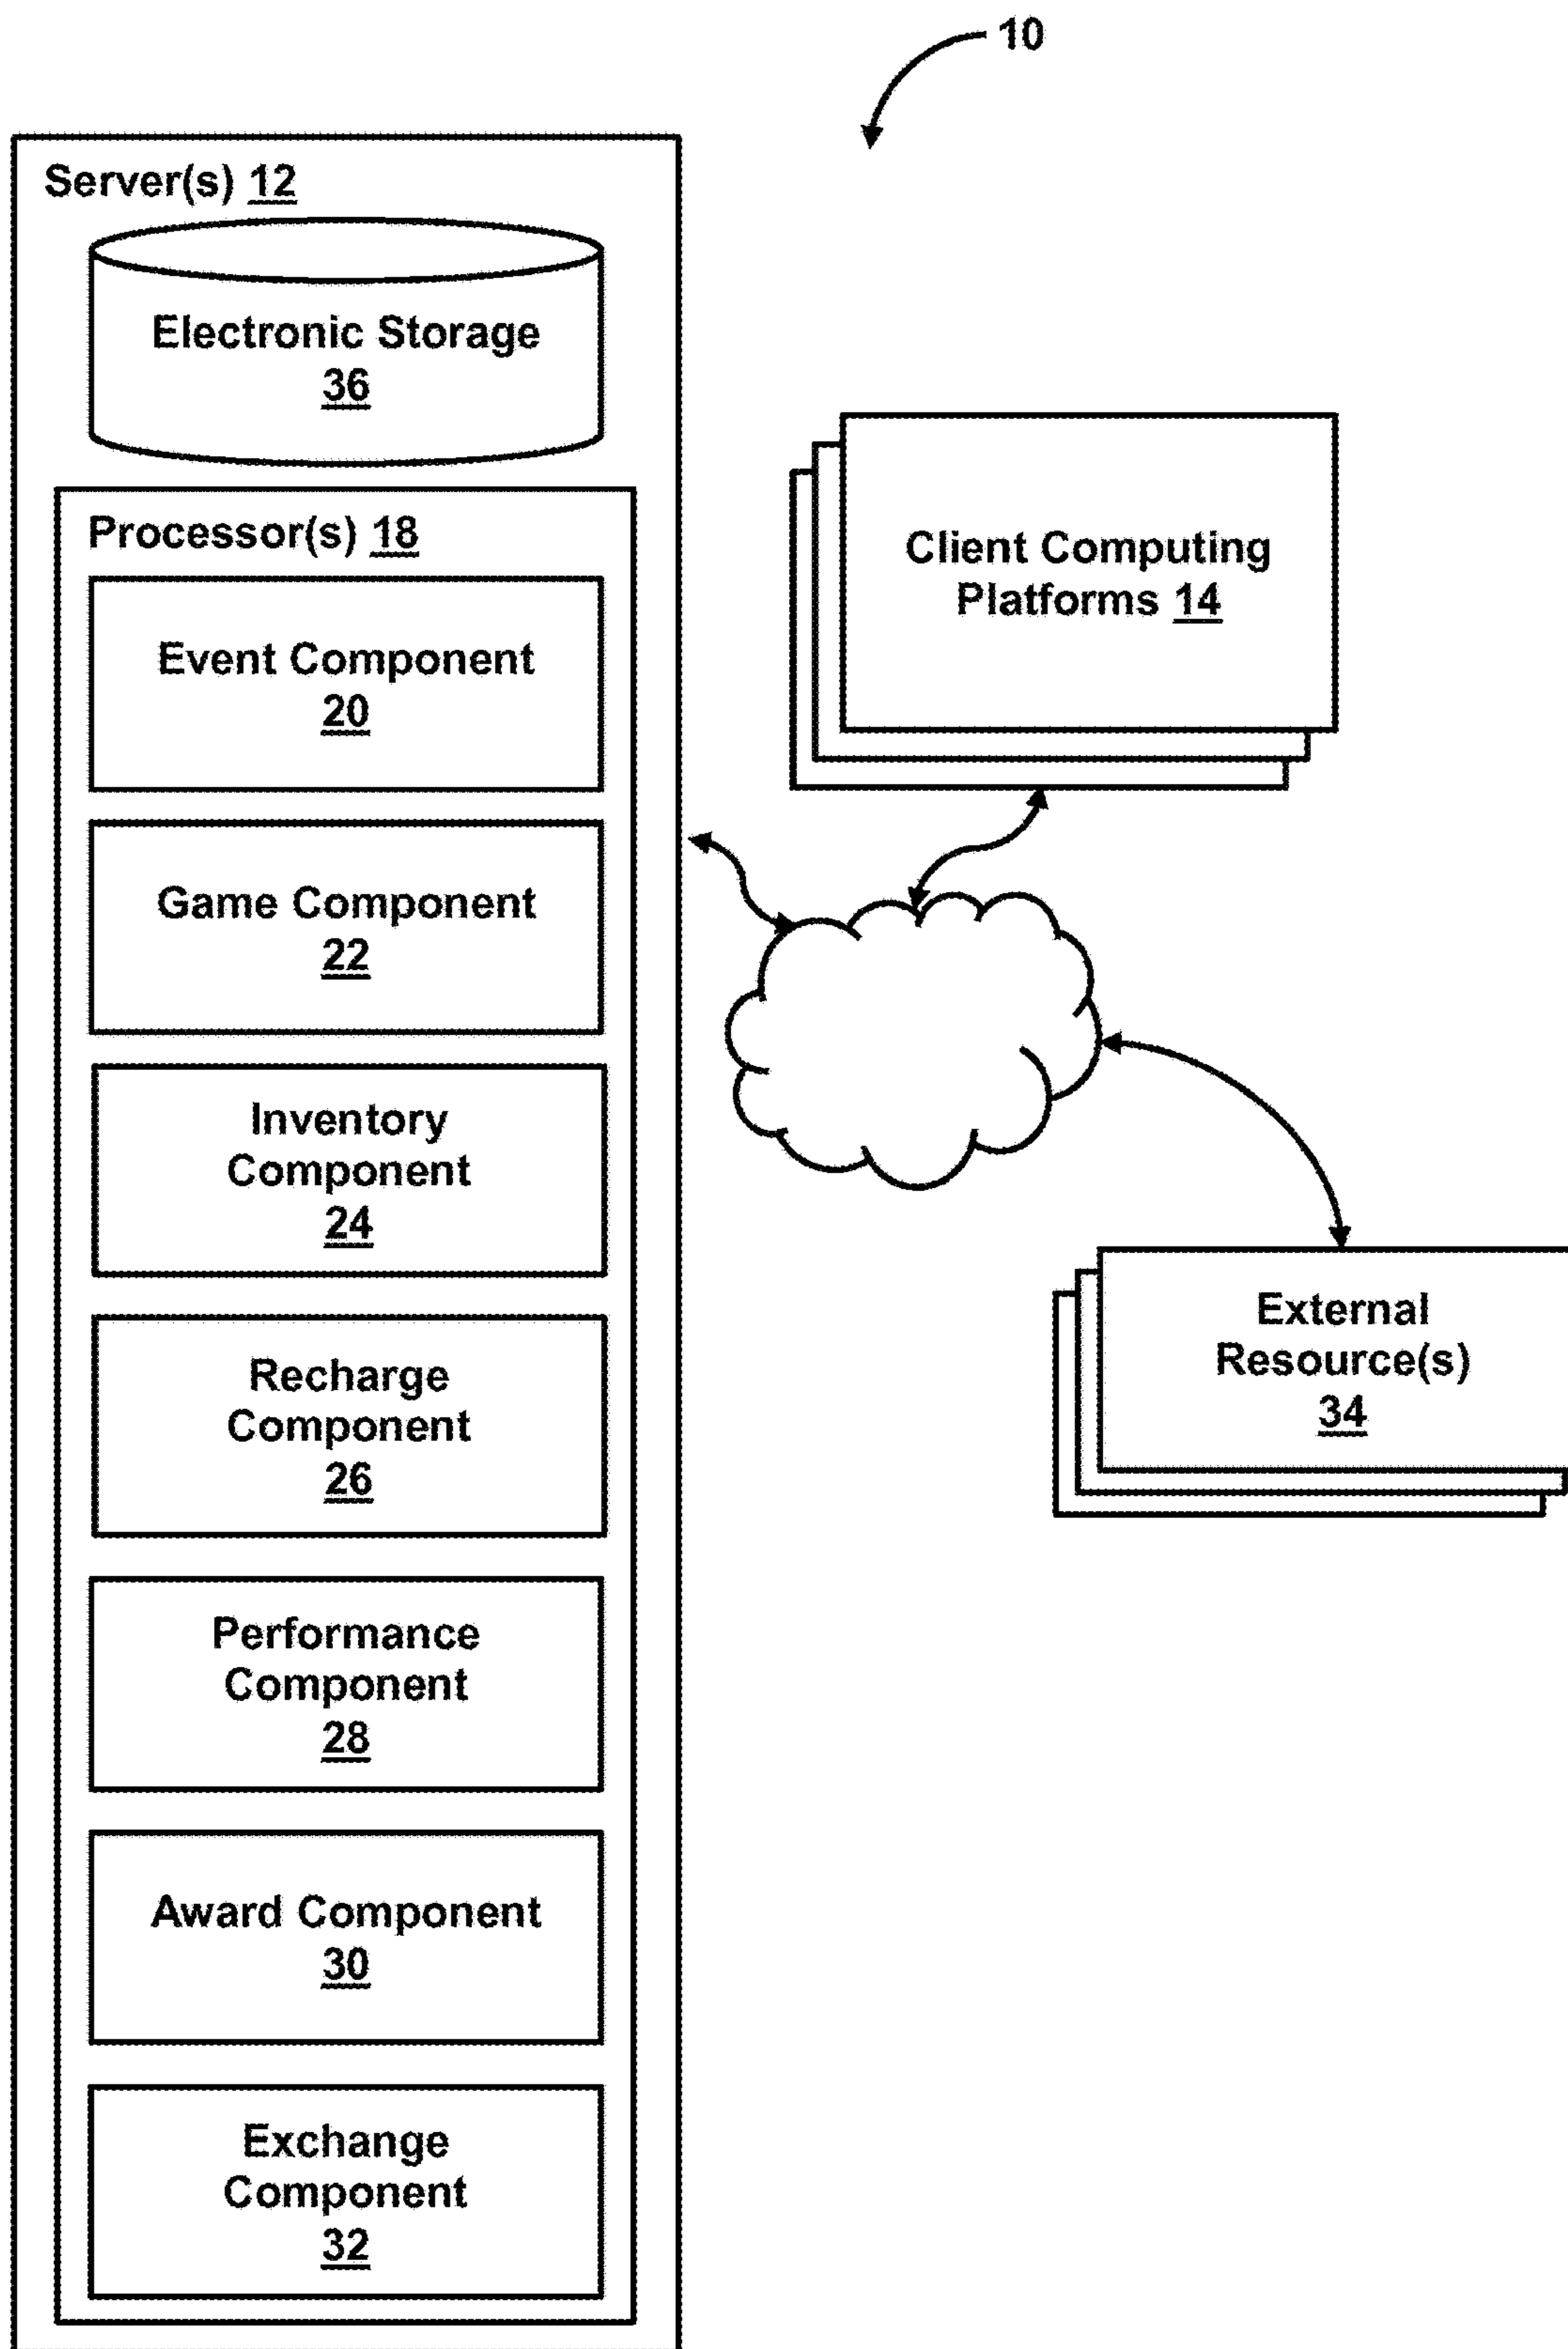 10
Server(s) 12
Electronic Storage
36
Processor(s) 18
Event Component
20
Game Component
22
Inventory
Component
24
Recharge
Component
26
Performance
Component
28
Award Component
30
Exchange
Component
32
Client Computing
Platforms 14
External
Resource(s)
34